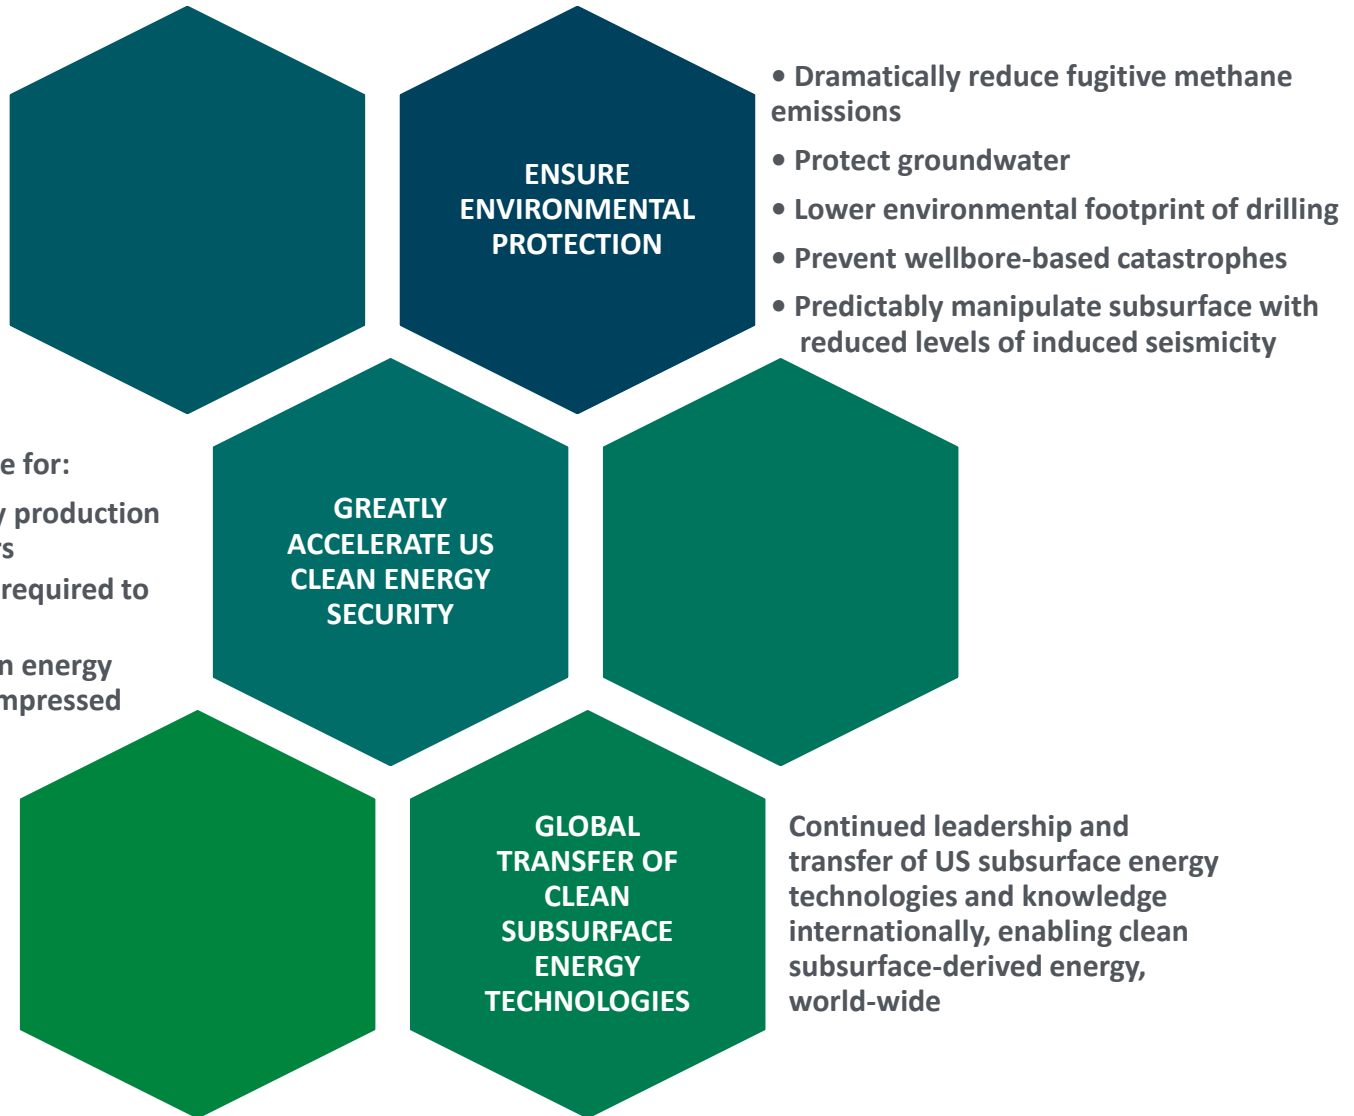 ENSURE
ENVIRONMENTAL
PROTECTION
• Dramatically reduce fugitive methane
emissions
• Protect groundwater
• Lower environmental footprint of drilling
• Prevent wellbore-based catastrophes
• Predictably manipulate subsurface with
reduced levels of induced seismicity
e for:
y production
rs
required to
n energy
mpressed
GREATLY
ACCELERATE US
CLEAN ENERGY
SECURITY
GLOBAL
TRANSFER OF
CLEAN
SUBSURFACE
ENERGY
TECHNOLOGIES
Continued leadership and
transfer of US subsurface energy
technologies and knowledge
internationally, enabling clean
subsurface-derived energy,
world-wide